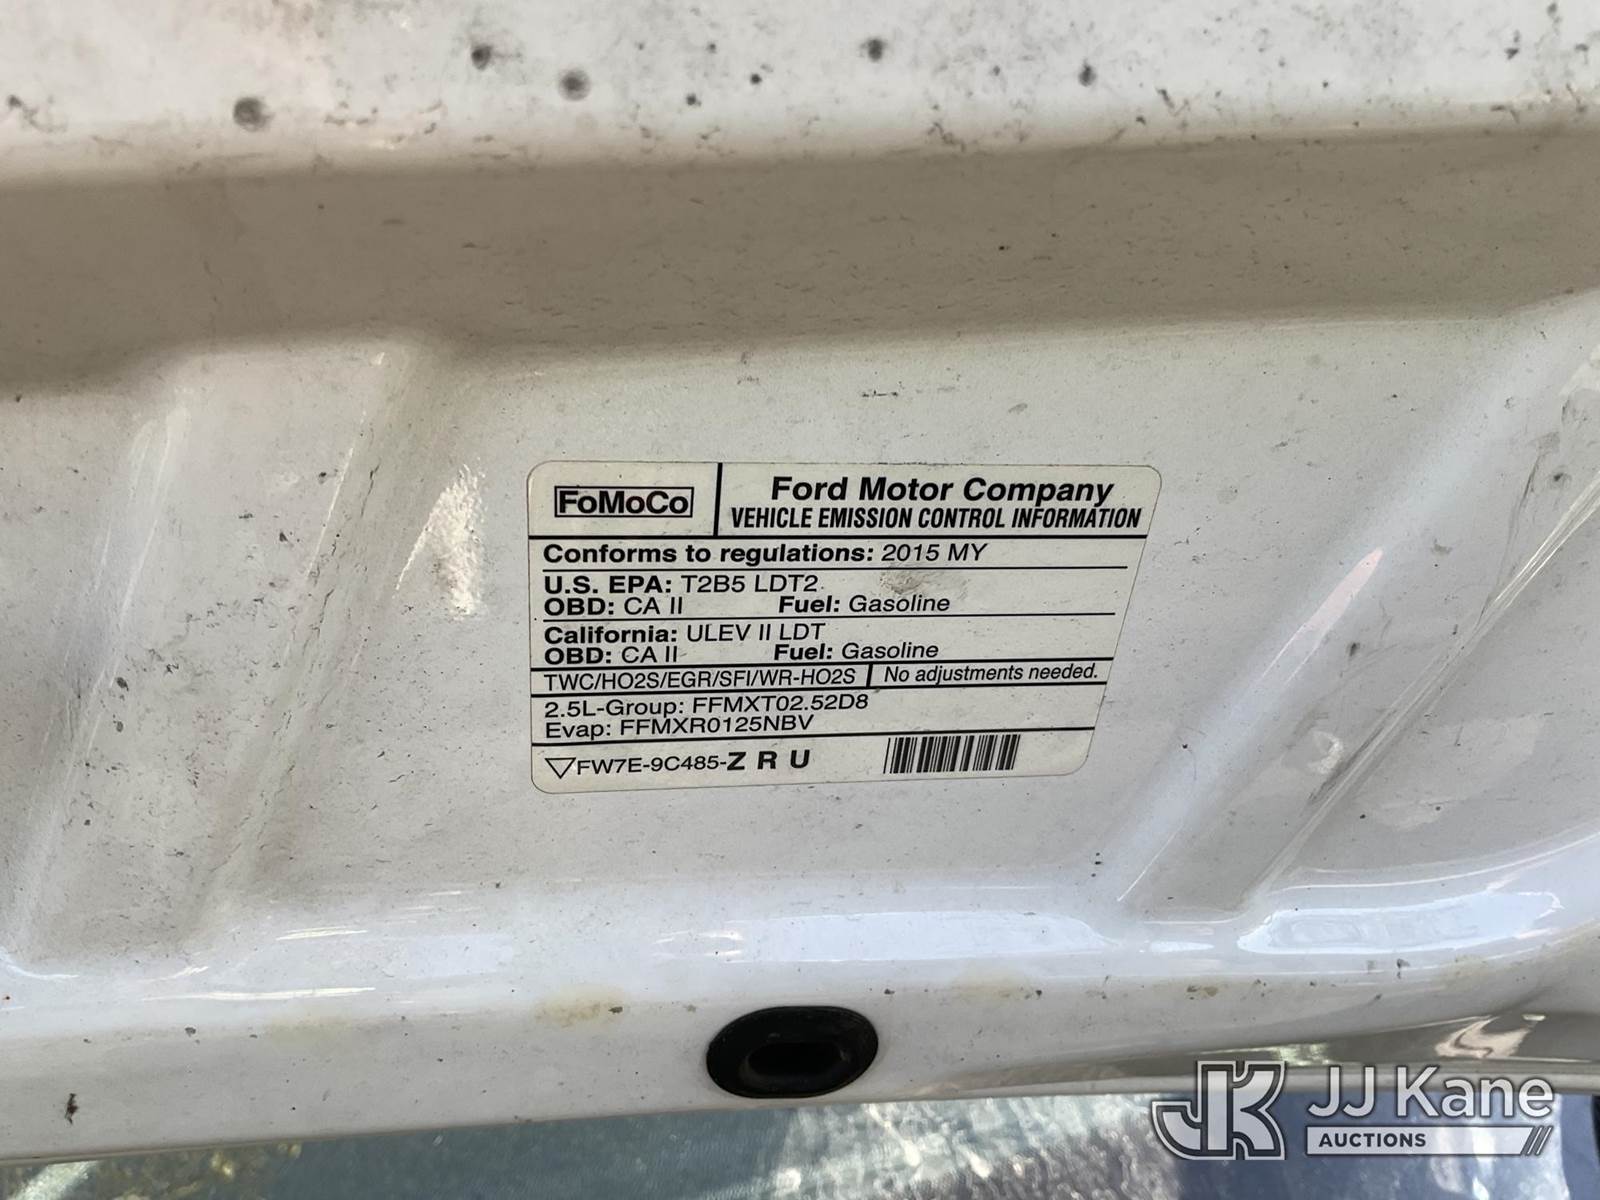 FoMoCo
Ford Motor Company
VEHICLE EMISSION CONTROL INFORMATION
Conforms to regulations: 2015 MY
U.S. EPA: T2B5 LDT2
OBD: CA II Fuel: Gasoline
California: ULEV II LDT
OBD: CA II Fuel: Gasoline
TWC/HO2S/EGR/SFI/WR-HO2S No adjustments needed.
2.5L-Group: FFMXT02.52D8
Evap: FFMXR0125NBV
FW7E-9C485-Z R U
JK JJ Kane
AUCTIONS